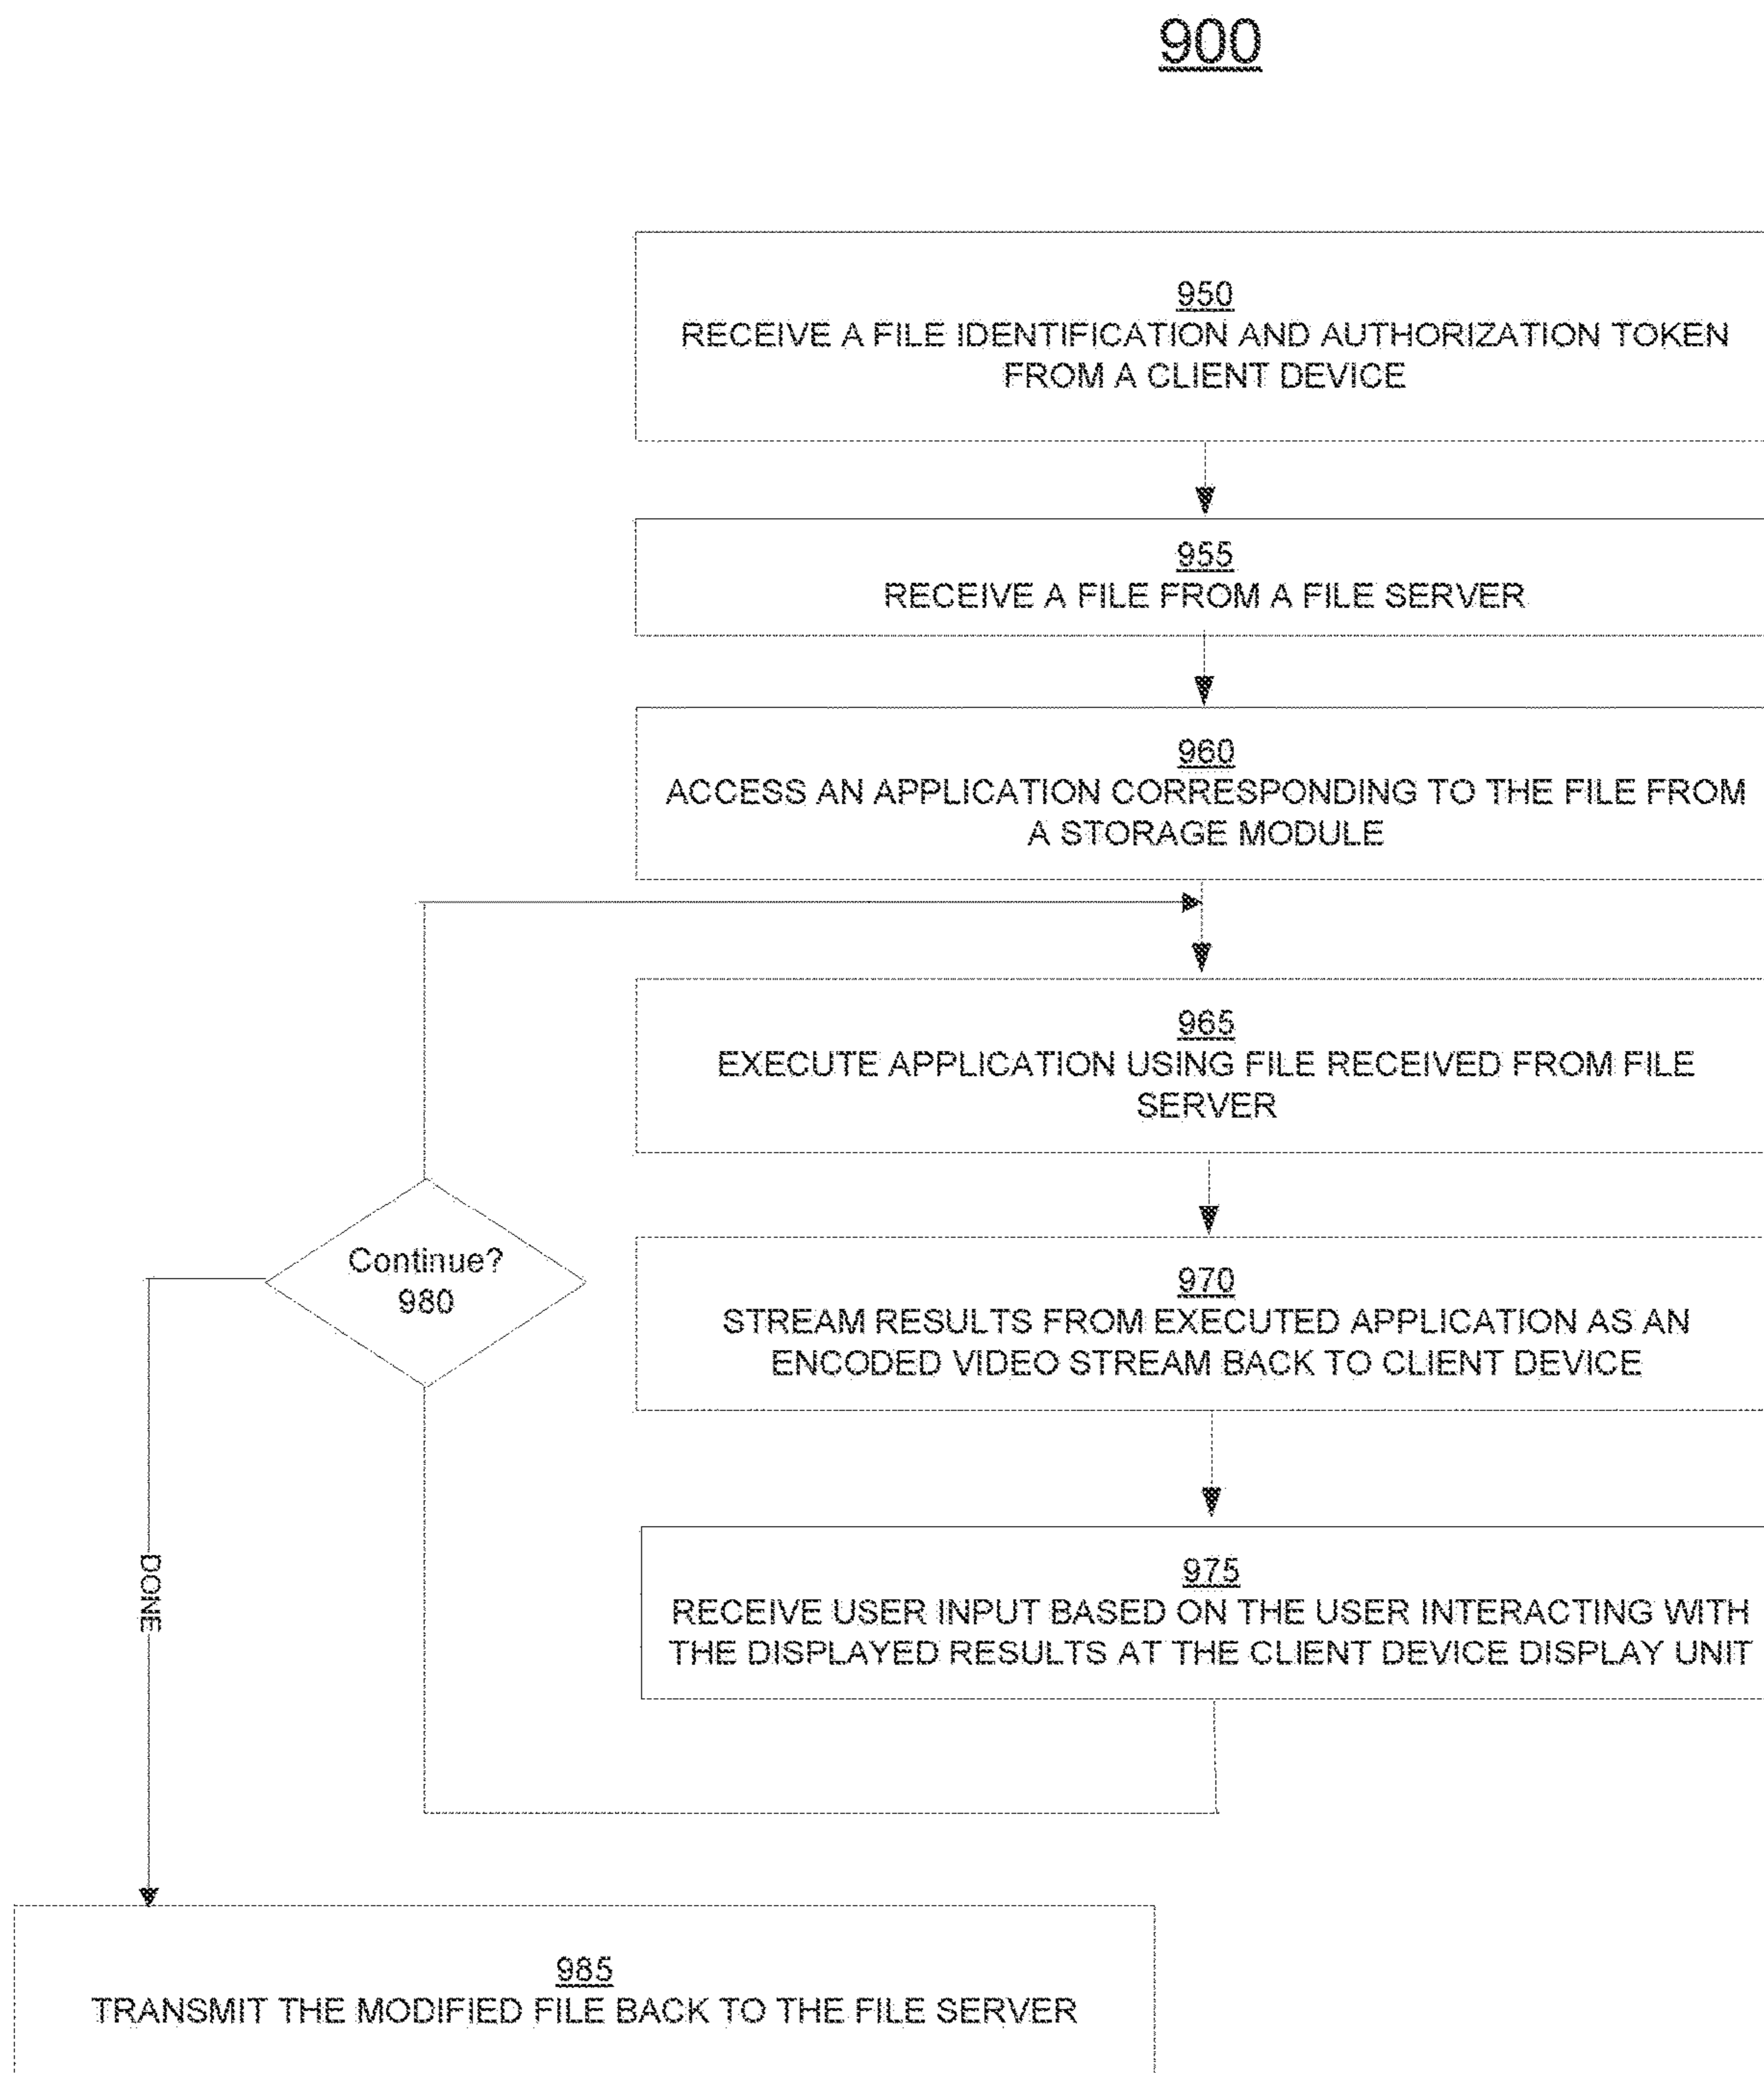 900
950
RECEIVE A FILE IDENTIFICATION AND AUTHORIZATION TOKEN
FROM A CLIENT DEVICE
955
RECEIVE A FILE FROM A FILE SERVER
960
ACCESS AN APPLICATION CORRESPONDING TO THE FILE FROM
A STORAGE MODULE
965
EXECUTE APPLICATION USING FILE RECEIVED FROM FILE
SERVER
970
STREAM RESULTS FROM EXECUTED APPLICATION AS AN
ENCODED VIDEO STREAM BACK TO CLIENT DEVICE
975
RECEIVE USER INPUT BASED ON THE USER INTERACTING WITH
THE DISPLAYED RESULTS AT THE CLIENT DEVICE DISPLAY UNIT
Continue?
980
DONE
985
TRANSMIT THE MODIFIED FILE BACK TO THE FILE SERVER